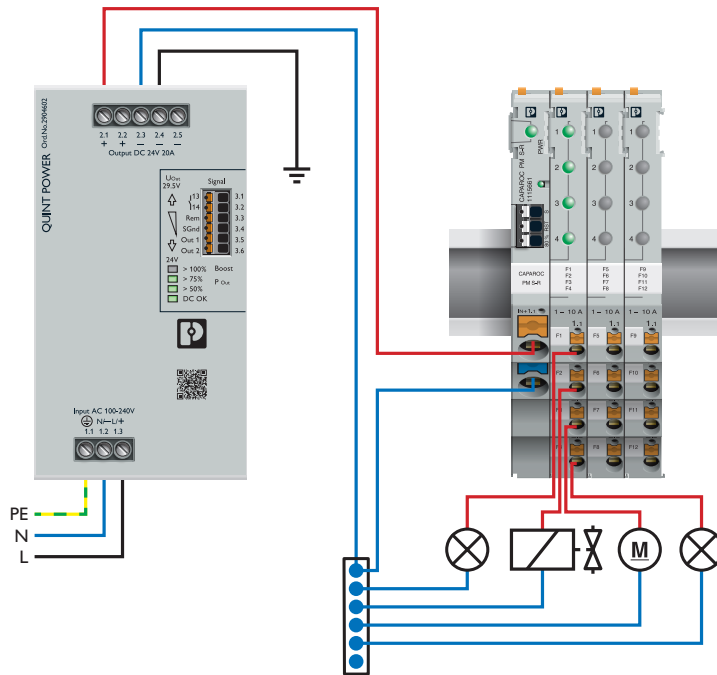 QUINT POWER
Ord.No.2904602
2.1 2.2 2.3 2.4 2.5
+ + — — —
Output DC 24V 20A
UOut
29.5V
Signal
13
14
Rem
SGnd
Out 1
Out 2
3.1
3.2
3.3
3.4
3.5
3.6
24V
> 100%
> 75%
> 50%
DC OK
Boost
P Out
Input AC 100-240V
N/— L/+
1.1 1.2 1.3
PE
N
L
PWR
CAPAROC
PM S-R
1115661
1
2
3
4
1
2
3
4
1
2
3
4
CAPAROC
PM S-R
F1
F2
F3
F4
F5
F6
F7
F8
F9
F10
F11
F12
IN+1.1
1 – 10 A
1.1
1 – 10 A
1.1
1 – 10 A
1.1
F1 F5 F9
F2 F6 F10
F7 F11
F8 F12
M